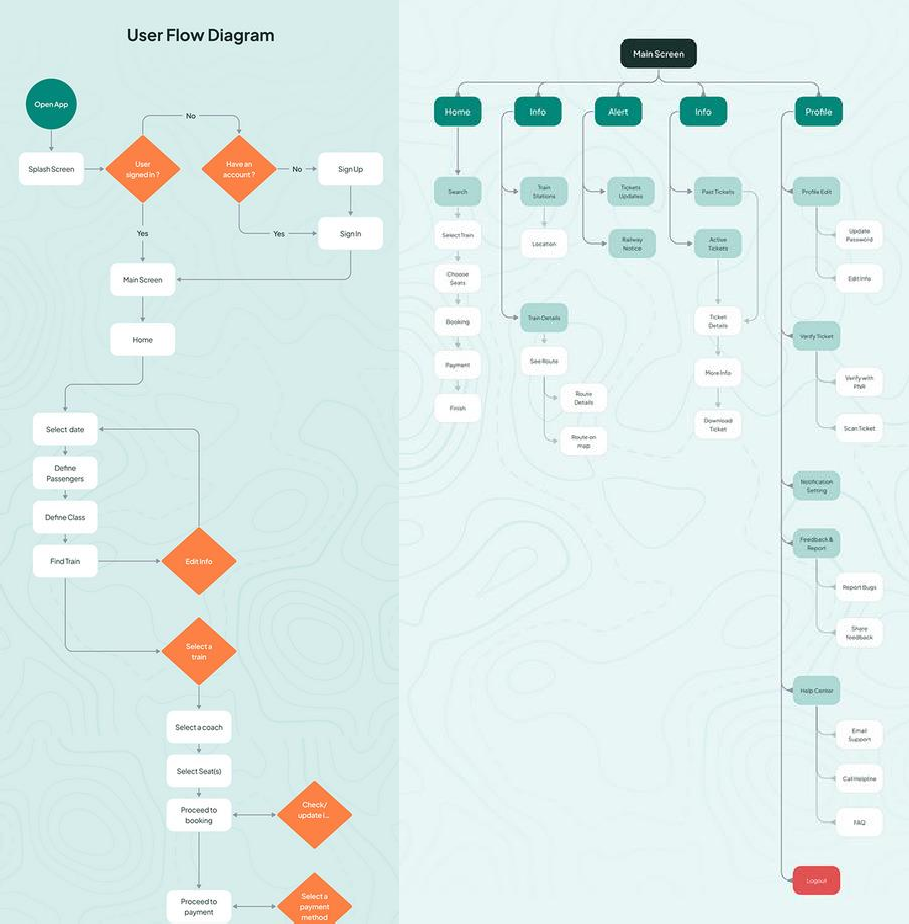 User Flow Diagram
Open App
No
Splash Screen
User
signed in ?
Have an
account ?
No
Sign Up
Yes
Yes
Sign In
Main Screen
Home
Select date
Define
Passengers
Define Class
Find Train
Edit Info
Select a
train
Select a coach
Select Seat(s)
Proceed to
booking
Check/
update i...
Proceed to
payment
Select a
payment
method
Main Screen
Home
Info
Alert
Info
Profile
Search
Select Train
Choose
Seats
Booking
Payment
Finish
Train
Stations
Location
Train Details
See Route
Route
Details
Route on
map
Tickets
Updates
Railway
Notice
Past Tickets
Active
Tickets
Ticket
Details
More Info
Download
Ticket
Profile Edit
Update
Password
Edit Info
Verify Ticket
Verify with
PNR
Scan Ticket
Notification
Setting
Feedback &
Report
Report Bugs
Share
feedback
Help Center
Email
Support
Call Helpline
FAQ
Logout